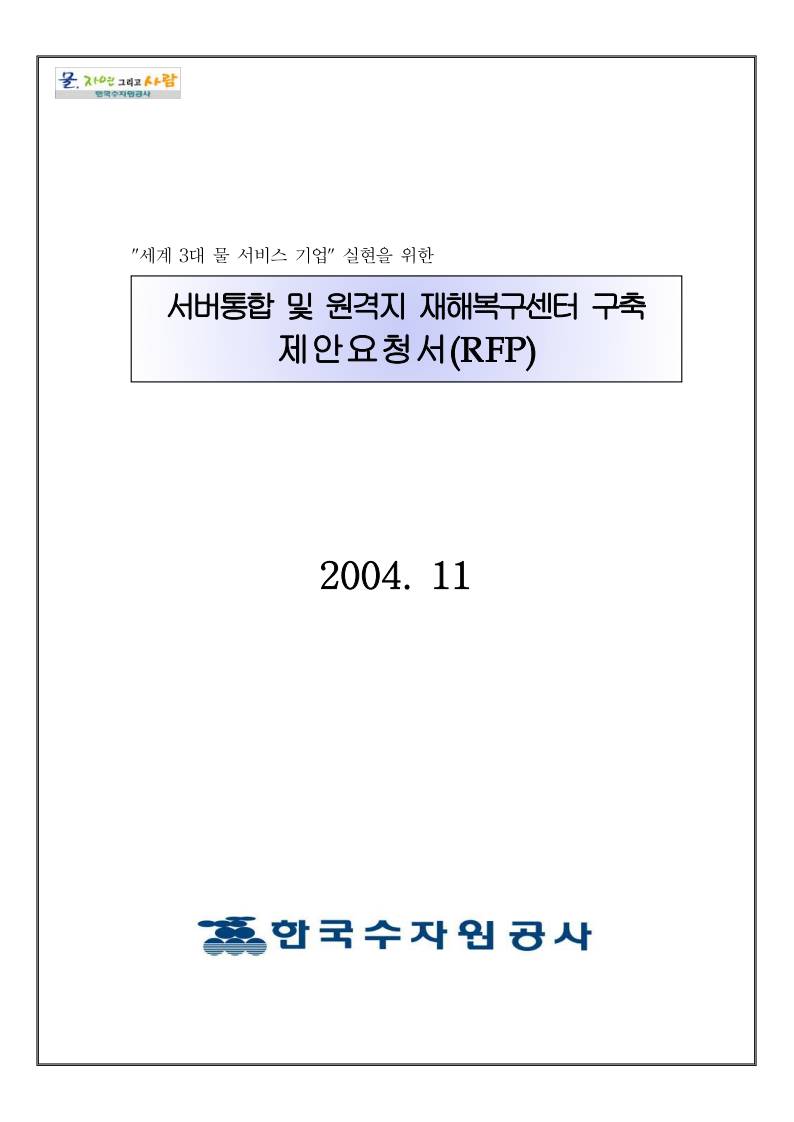 물, 자연 그리고 사람
한국수자원공사
"세계 3대 물 서비스 기업" 실현을 위한
서버통합 및 원격지 재해복구센터 구축
제안요청서(RFP)
2004. 11
한국수자원공사